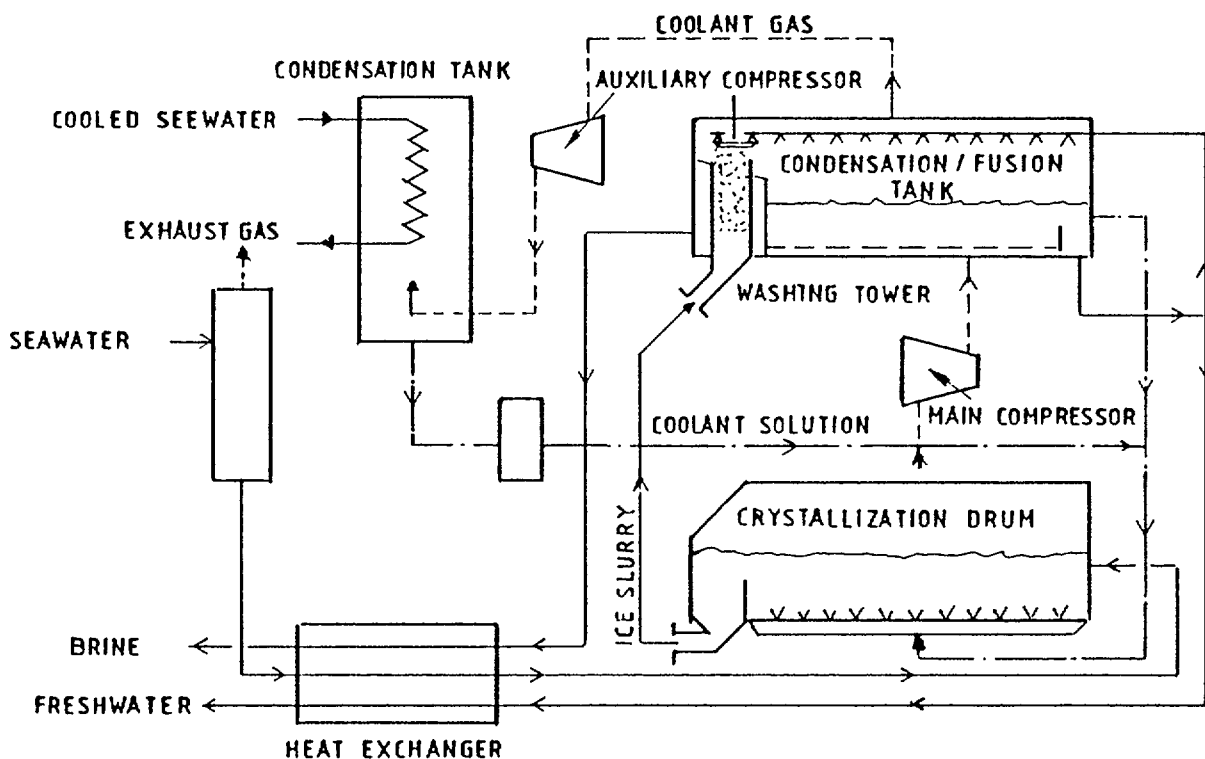 COOLANT GAS
CONDENSATION TANK
AUXILIARY COMPRESSOR
COOLED SEEWATER
CONDENSATION / FUSION
TANK
EXHAUST GAS
WASHING TOWER
SEAWATER
MAIN COMPRESSOR
COOLANT SOLUTION
CRYSTALLIZATION DRUM
ICE SLURRY
BRINE
FRESHWATER
HEAT EXCHANGER